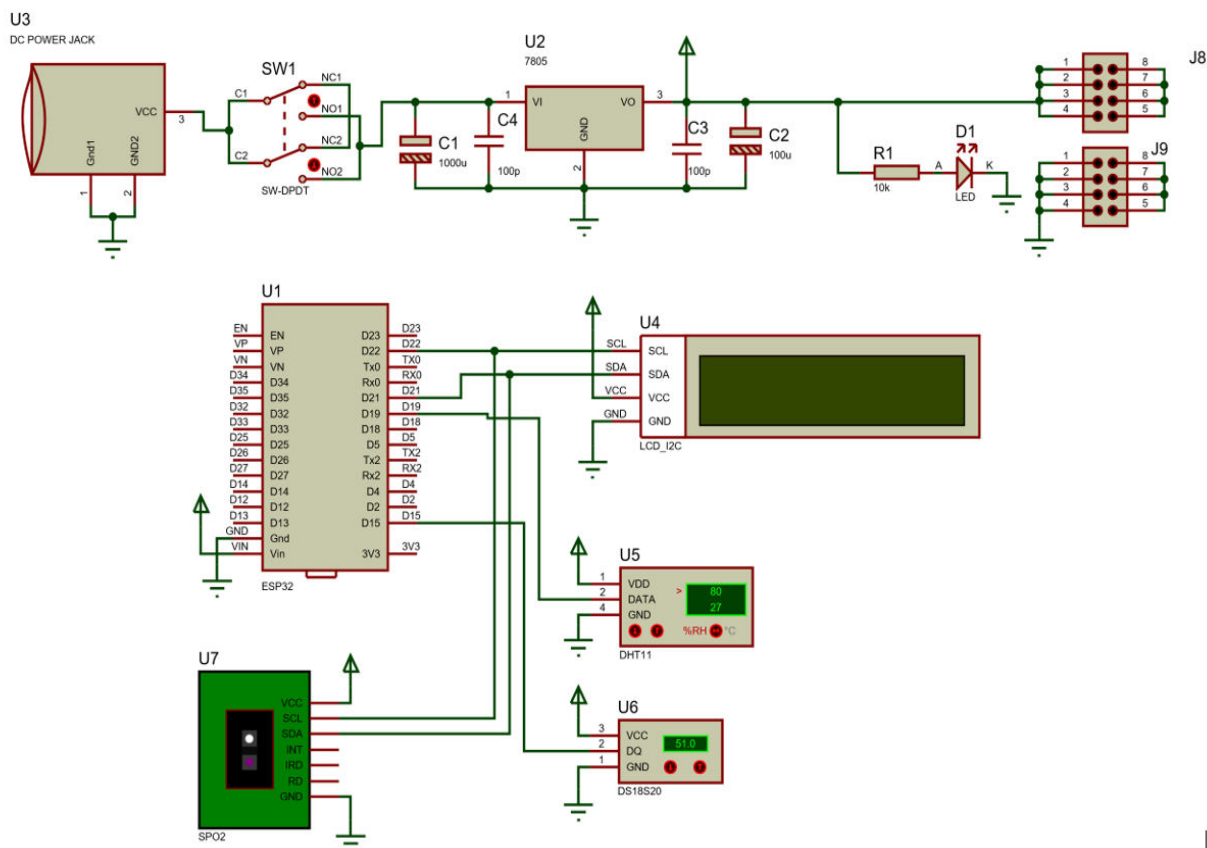 U3
DC POWER JACK
VCC
3
Gnd1
GND2
1
2
SW1
C1
C2
NC1
NO1
NC2
NO2
SW-DPDT
C1
1000u
C4
100p
U2
7805
1
VI
VO
3
GND
2
C3
100p
C2
100u
R1
10k
D1
A
K
LED
J8
1 8
2 7
3 6
4 5
J9
1 8
2 7
3 6
4 5
U1
EN EN D23 D23
VP VP D22 D22
VN VN Tx0 TX0
D34 D34 Rx0 RX0
D35 D35 D21 D21
D32 D32 D19 D19
D33 D33 D18 D18
D25 D25 D5 D5
D26 D26 Tx2 TX2
D27 D27 Rx2 RX2
D14 D14 D4 D4
D12 D12 D2 D2
D13 D13 D15 D15
GND Gnd
VIN Vin 3V3 3V3
ESP32
U4
SCL SCL
SDA SDA
VCC VCC
GND GND
LCD_I2C
U5
1 VDD
2 DATA
4 GND
> 80
27
%RH °C
DHT11
U6
3 VCC
2 DQ
1 GND
51.0
DS18S20
U7
VCC
SCL
SDA
INT
IRD
RD
GND
SPO2